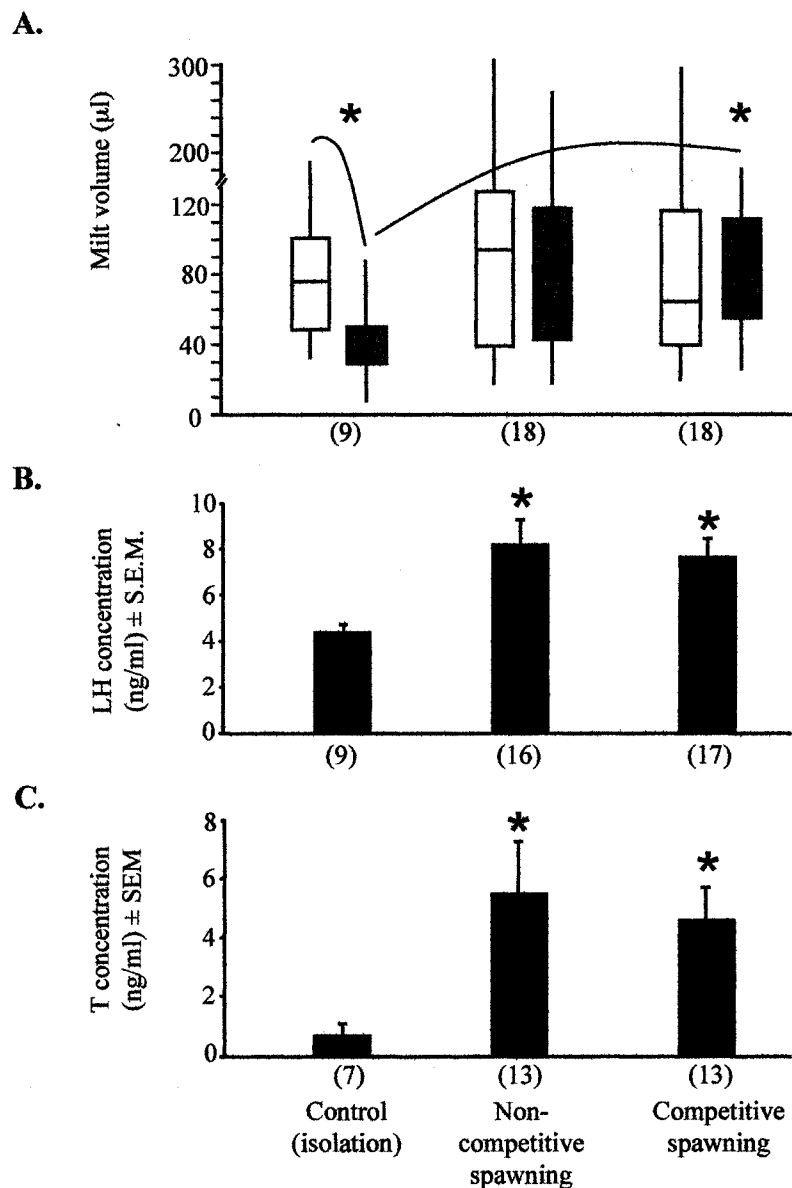 A.
Milt volume (µl)
300
200
120
80
40
0
*
*
(9)
(18)
(18)
B.
LH concentration
(ng/ml) ± S.E.M.
10
8
6
4
2
0
*
*
(9)
(16)
(17)
C.
T concentration
(ng/ml) ± SEM
8
6
4
2
0
*
*
(7)
(13)
(13)
Control
(isolation)
Non-
competitive
spawning
Competitive
spawning